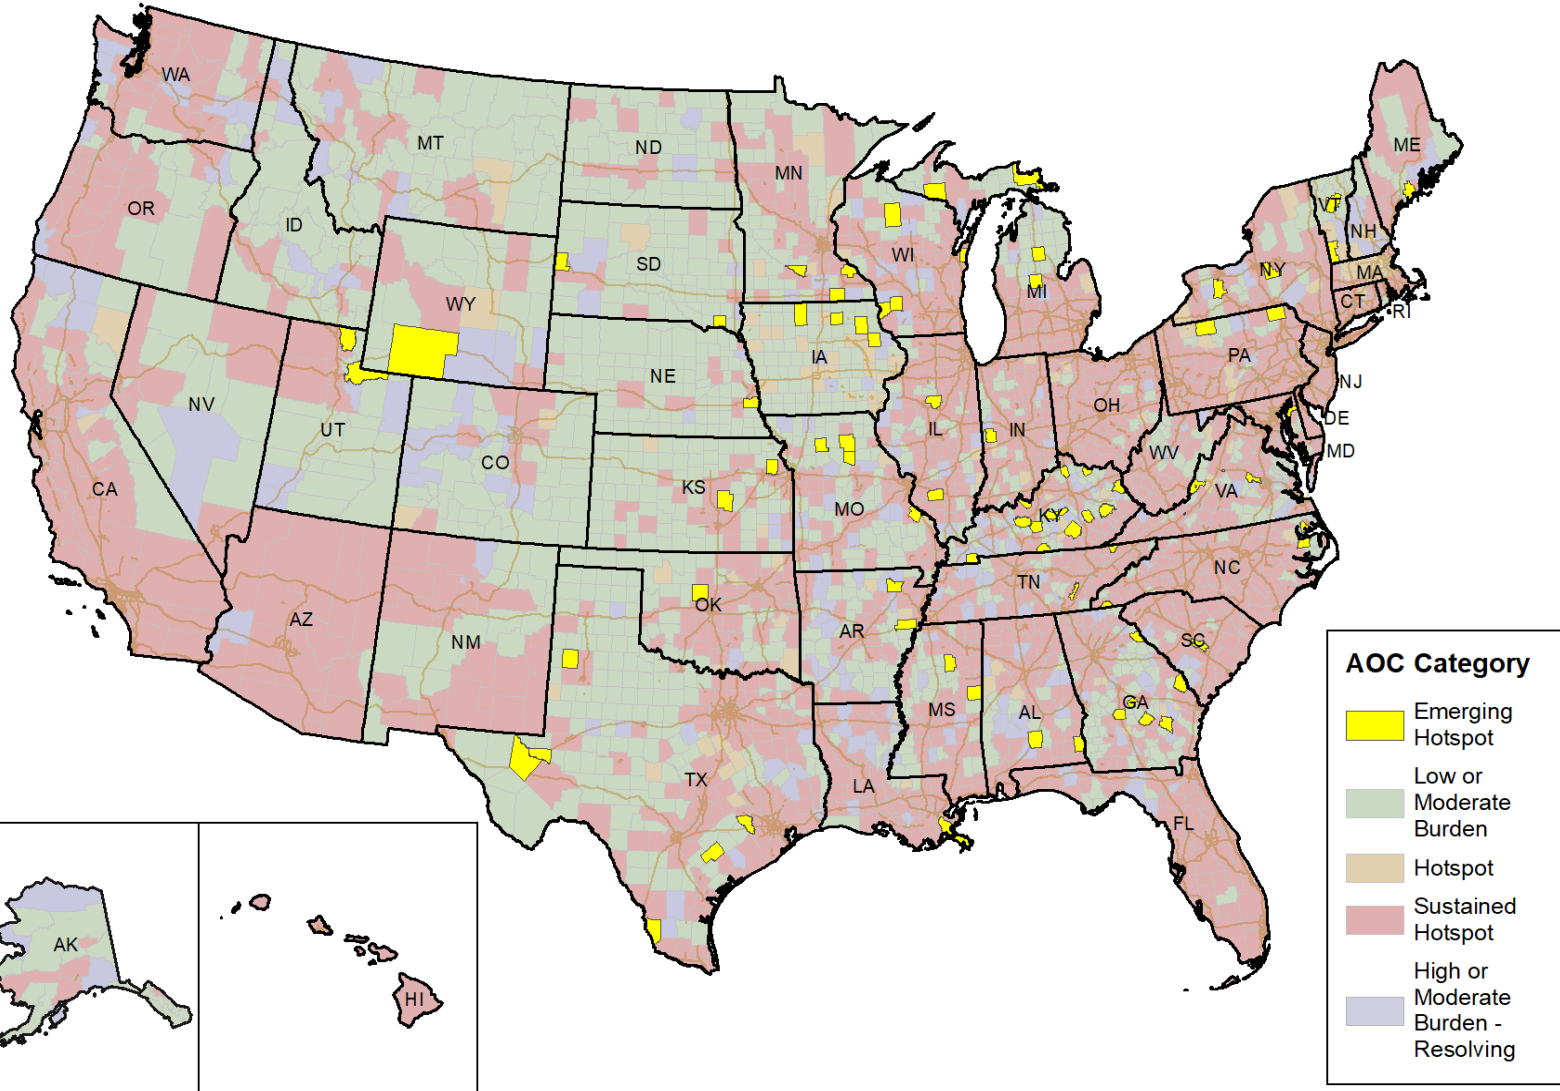 WA
MT
ND
MN
ME
OR
ID
SD
WI
VT
NH
NY
MA
WY
MI
CT
RI
IA
PA
NE
NJ
NV
UT
IL
IN
OH
DE
CO
WV
MD
CA
KS
MO
KY
VA
AZ
NM
OK
AR
TN
NC
SC
MS
AL
GA
TX
LA
FL
AK
HI
AOC Category
Emerging
Hotspot
Low or
Moderate
Burden
Hotspot
Sustained
Hotspot
High or
Moderate
Burden -
Resolving